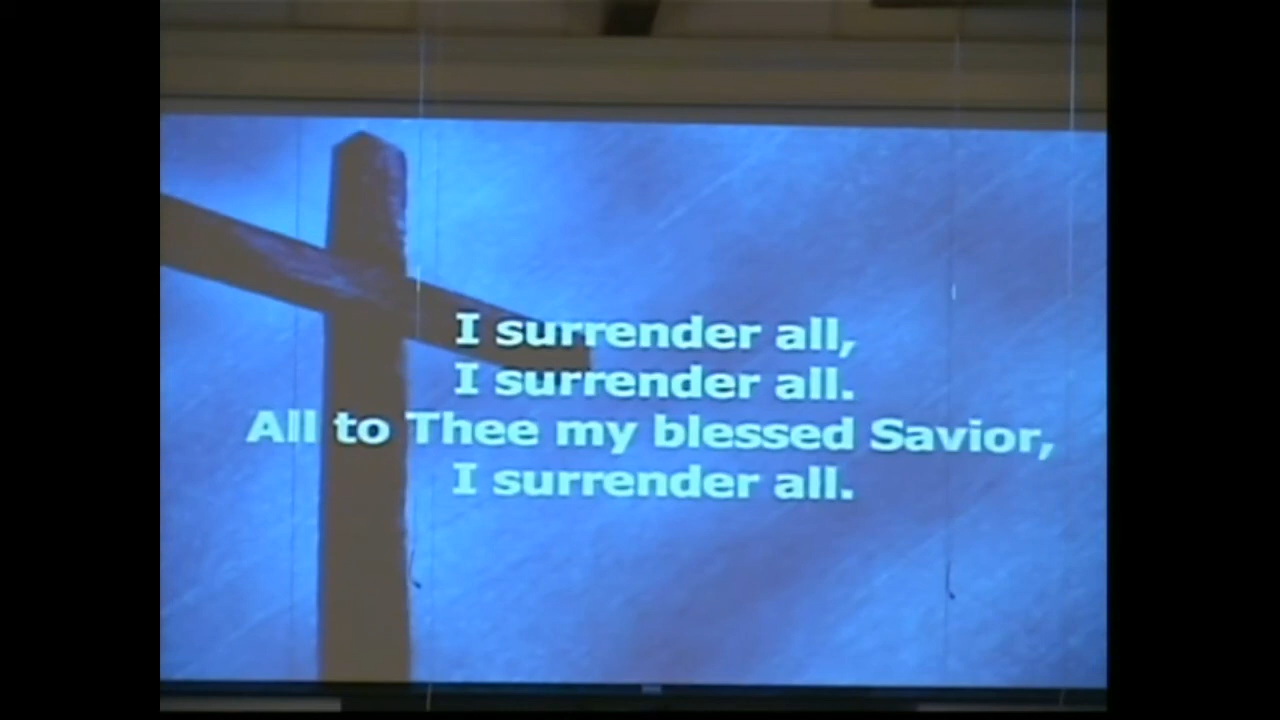 I surrender all,
I surrender all.
All to Thee my blessed Savior,
I surrender all.